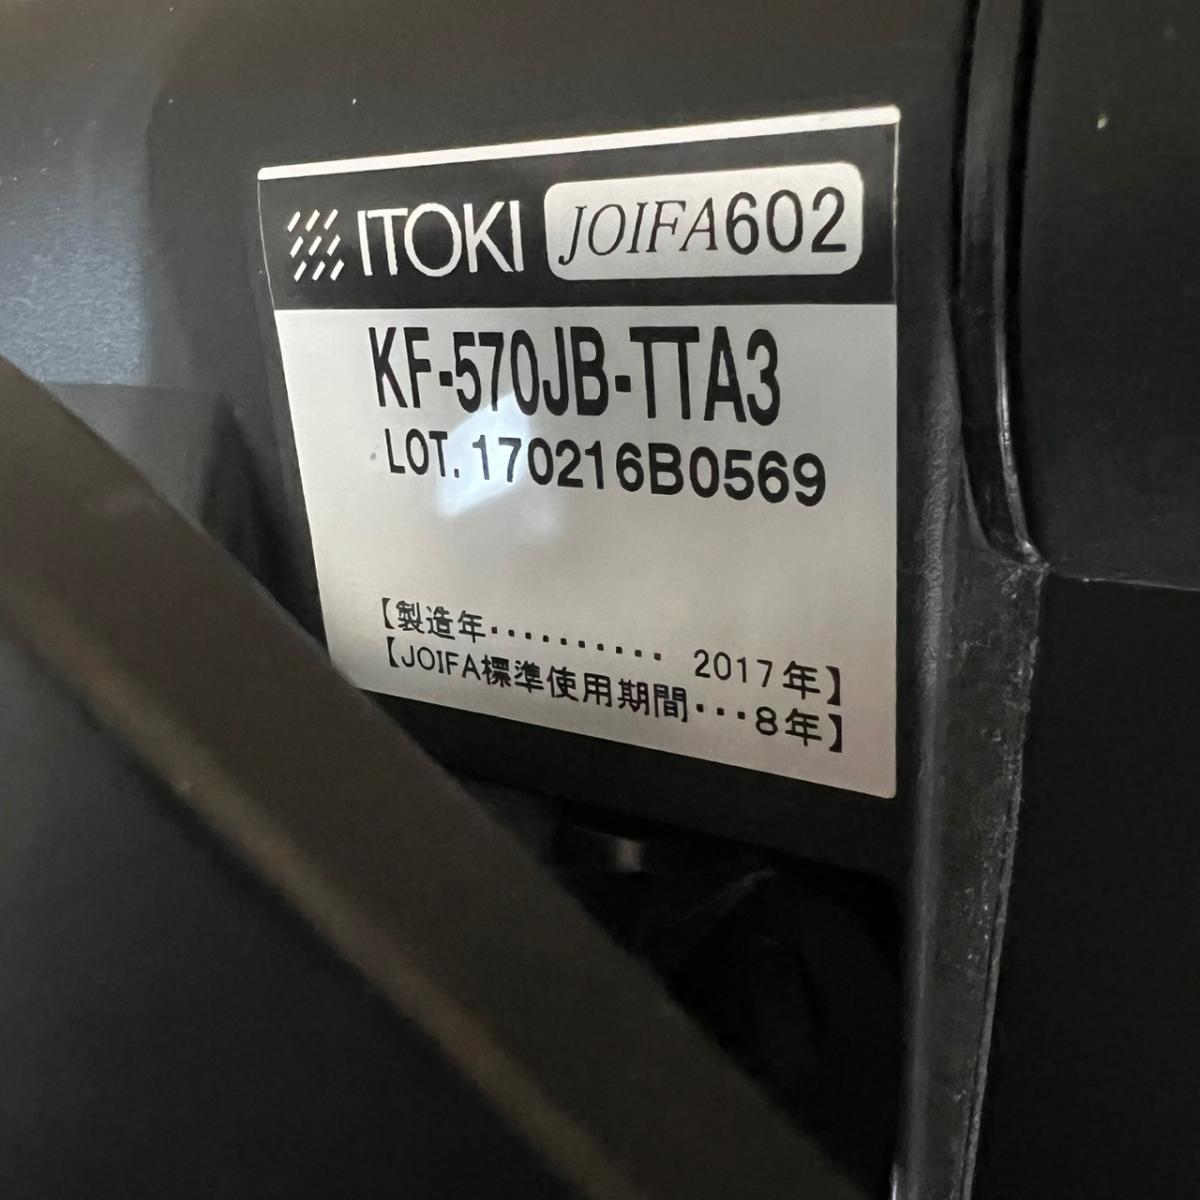 ITOKI JOIFA602
KF-570JB-TTA3
LOT. 170216B0569
【製造年・・・・・・・・・・ 2017年】
【JOIFA標準使用期間・・・8年】